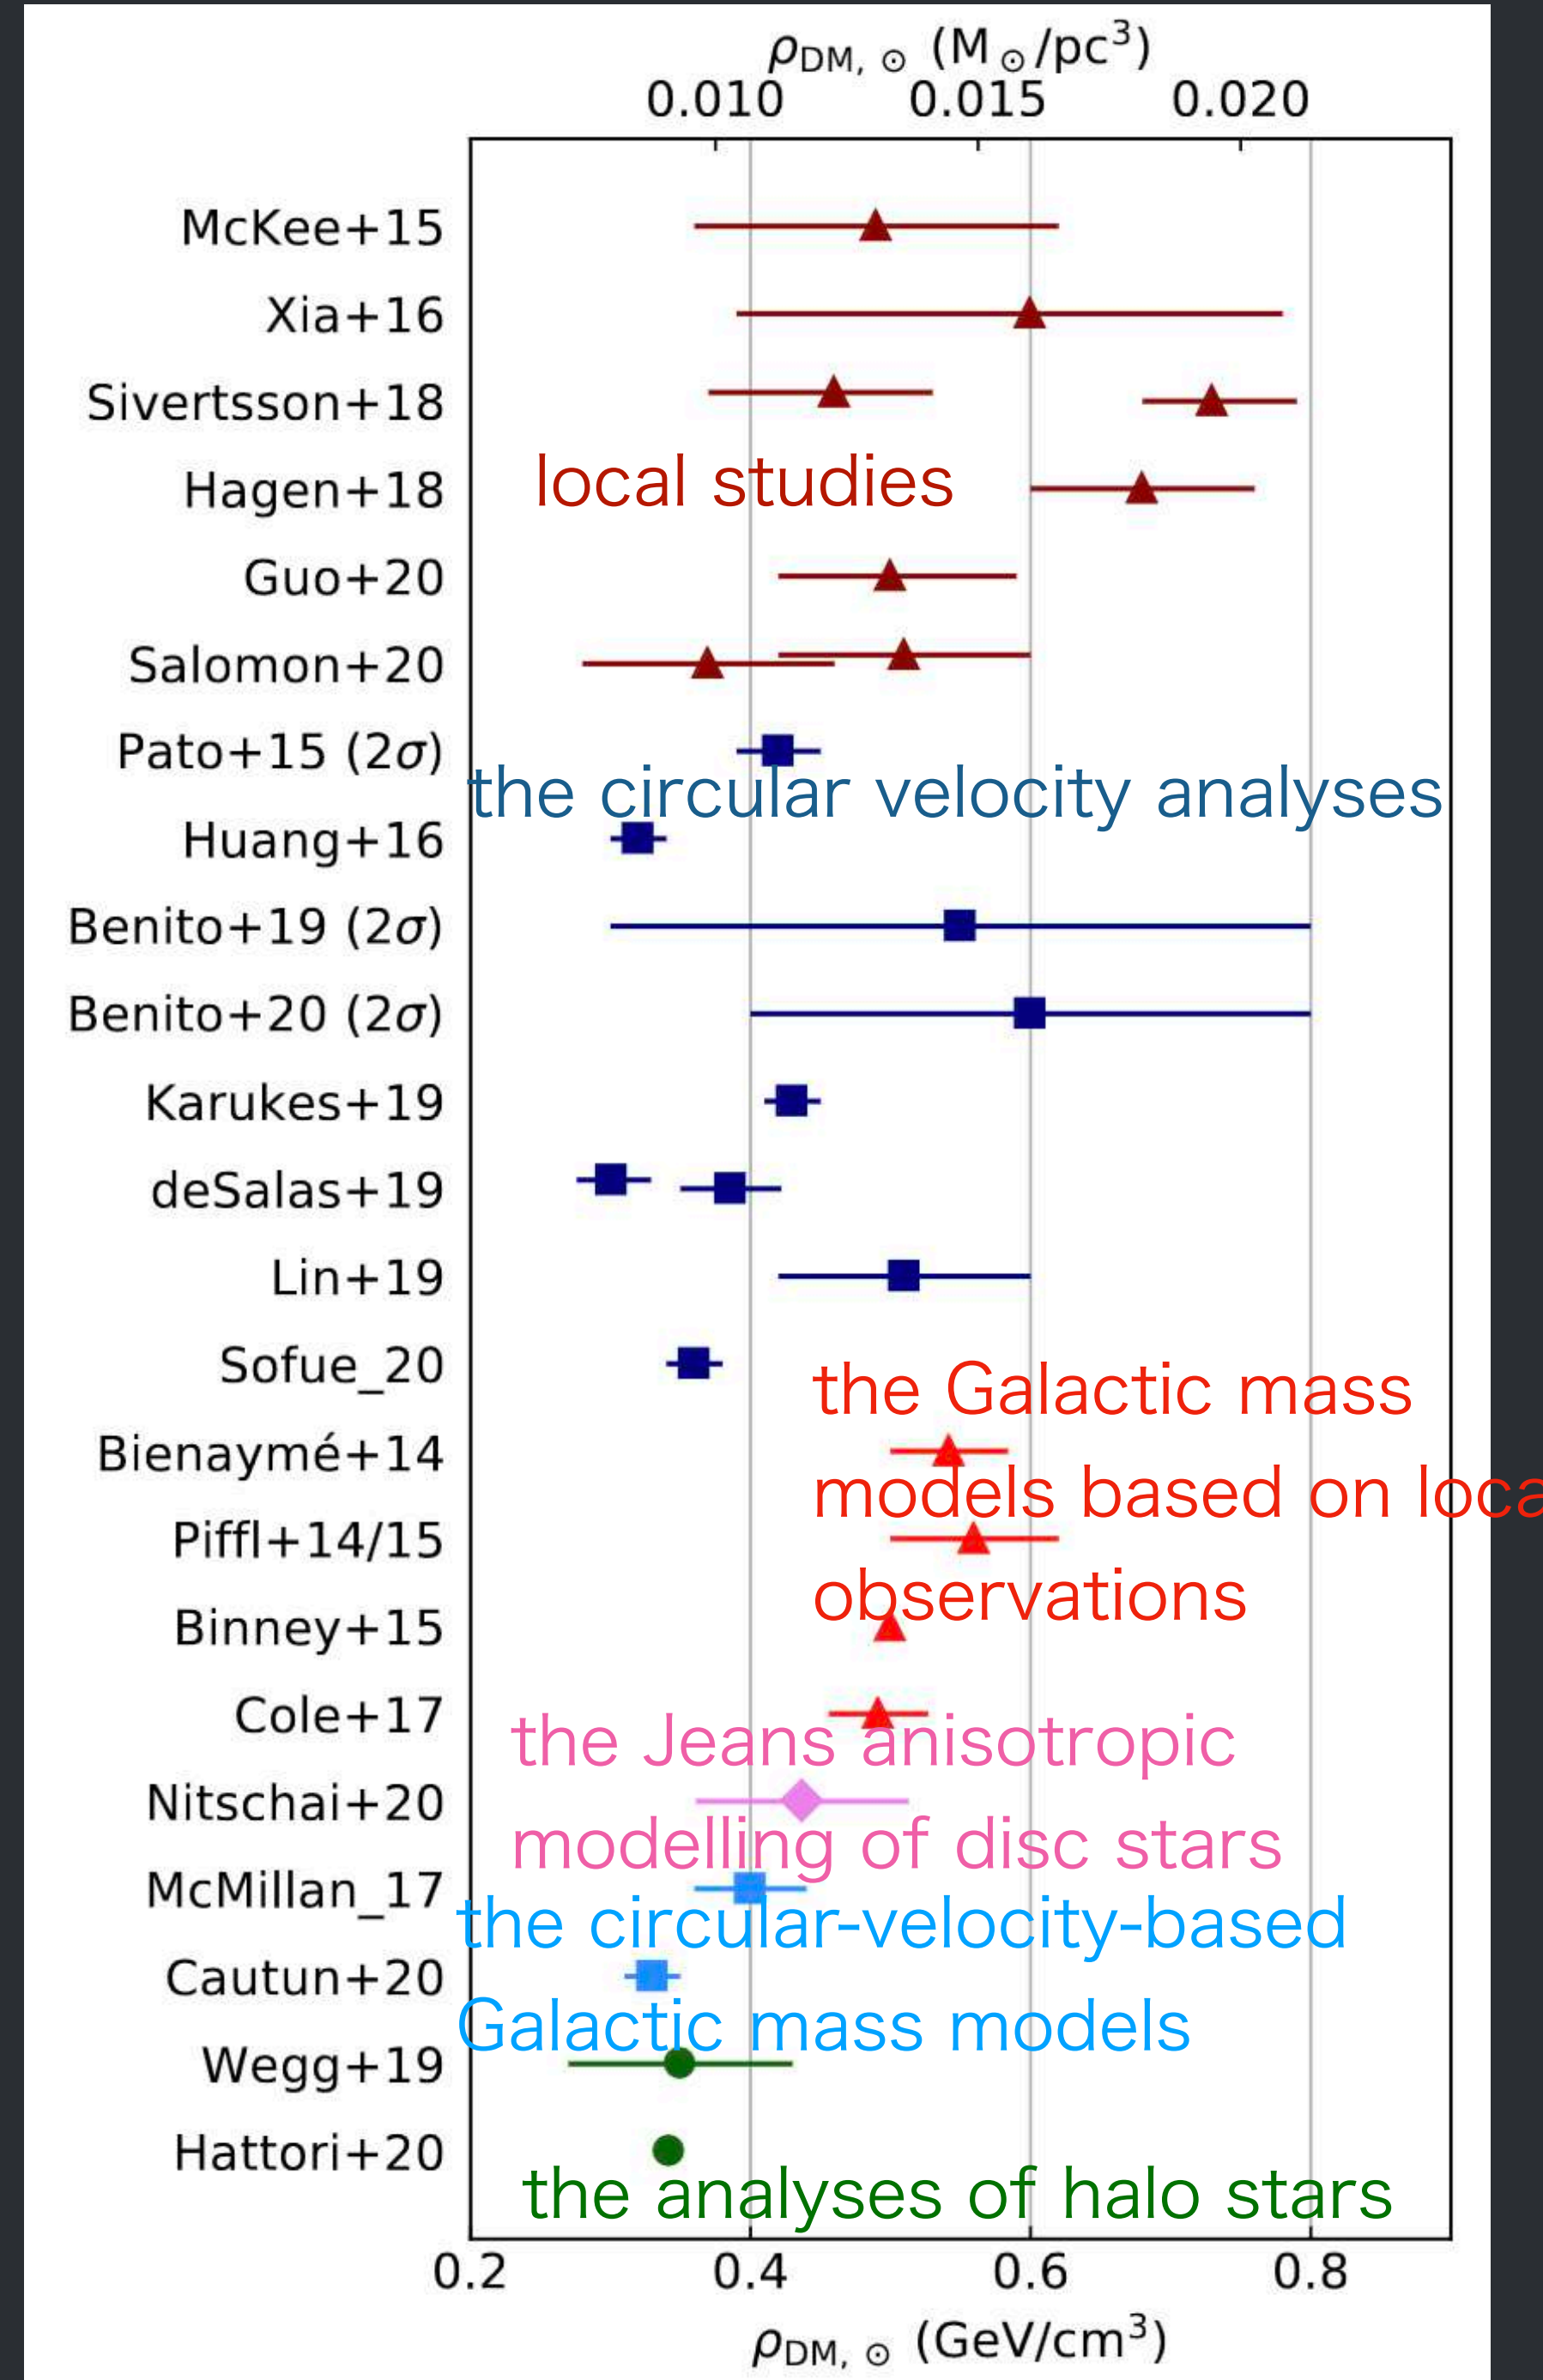 ρDM, ⊙ (M⊙/pc³)
0.010 0.015 0.020
McKee+15
Xia+16
Sivertsson+18
Hagen+18
local studies
Guo+20
Salomon+20
Pato+15 (2σ)
the circular velocity analyses
Huang+16
Benito+19 (2σ)
Benito+20 (2σ)
Karukes+19
deSalas+19
Lin+19
Sofue_20
the Galactic mass
Bienaymé+14
models based on loca
Piffl+14/15
observations
Binney+15
Cole+17
the Jeans anisotropic
Nitschai+20
modelling of disc stars
McMillan_17
the circular-velocity-based
Cautun+20
Galactic mass models
Wegg+19
Hattori+20
the analyses of halo stars
0.2 0.4 0.6 0.8
ρDM, ⊙ (GeV/cm³)